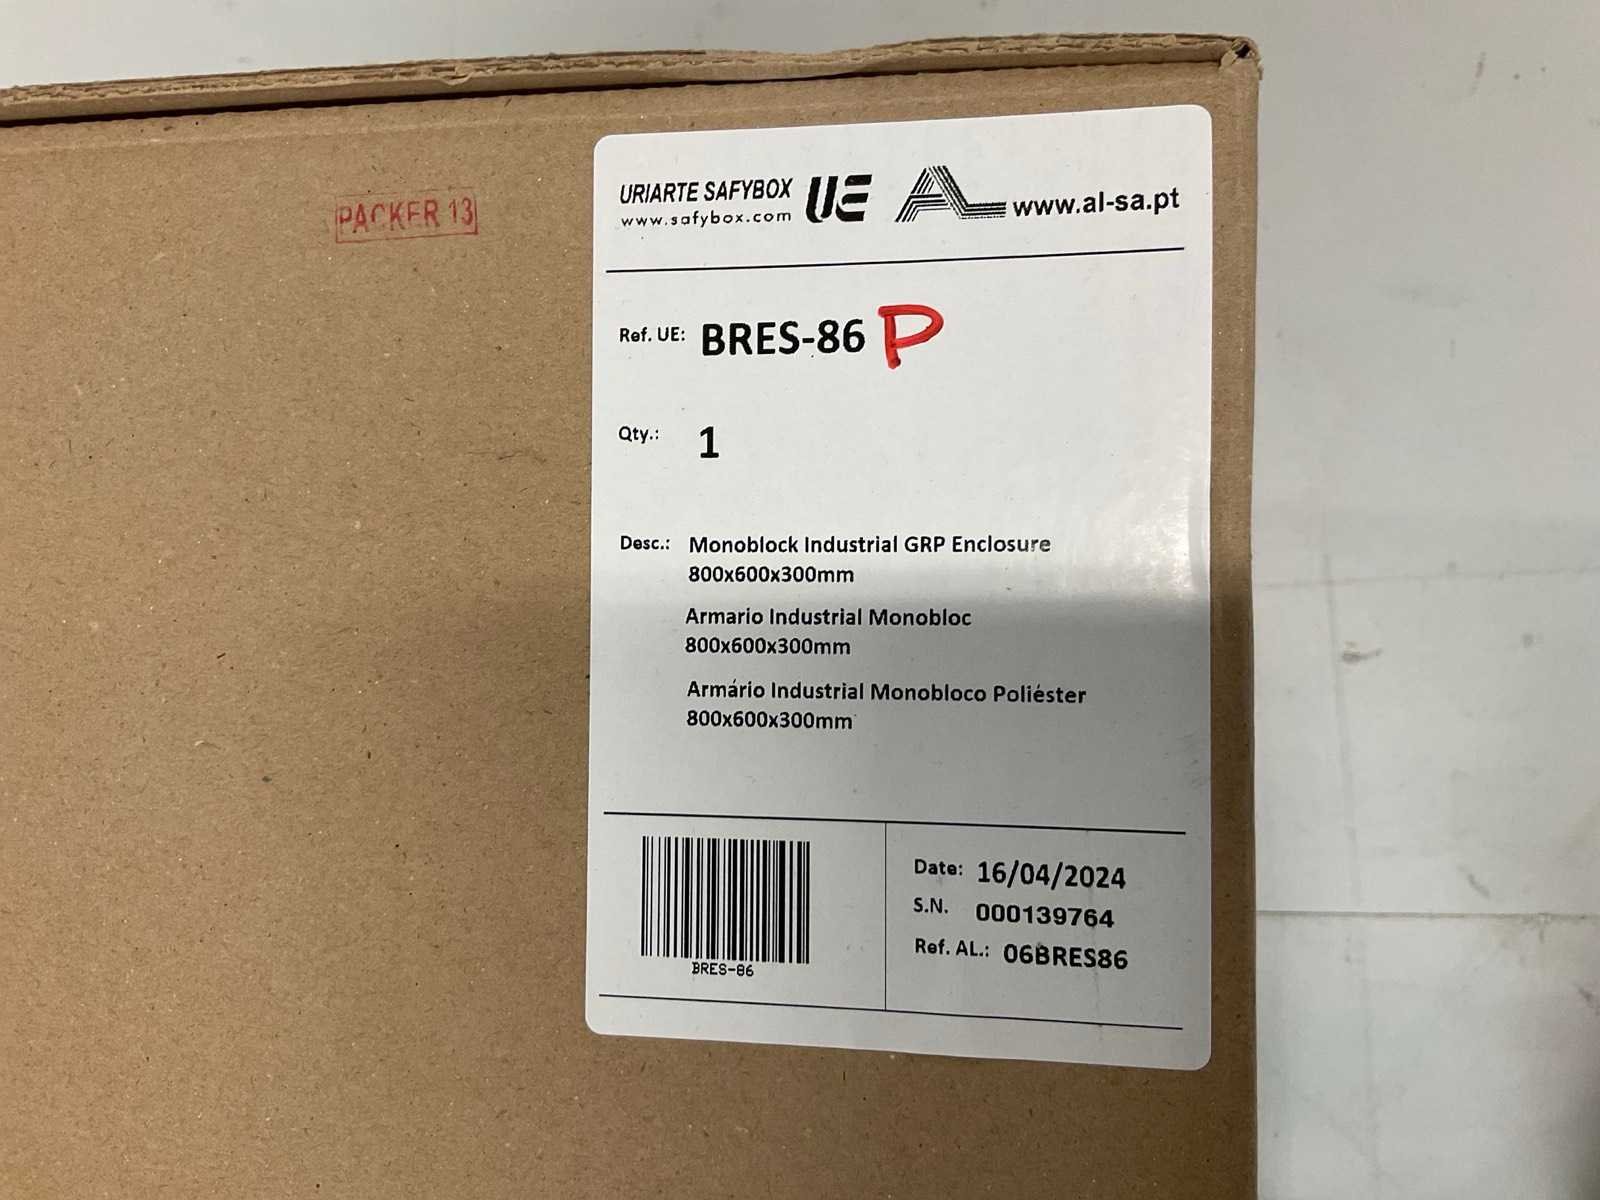 PACKER 13
URIARTE SAFYBOX UE
www.safybox.com
AL www.al-sa.pt
Ref. UE: BRES-86 P
Qty.: 1
Desc.: Monoblock Industrial GRP Enclosure
800x600x300mm
Armario Industrial Monobloc
800x600x300mm
Armário Industrial Monobloco Poliéster
800x600x300mm
BRES-86
Date: 16/04/2024
S.N. 000139764
Ref. AL.: 06BRES86